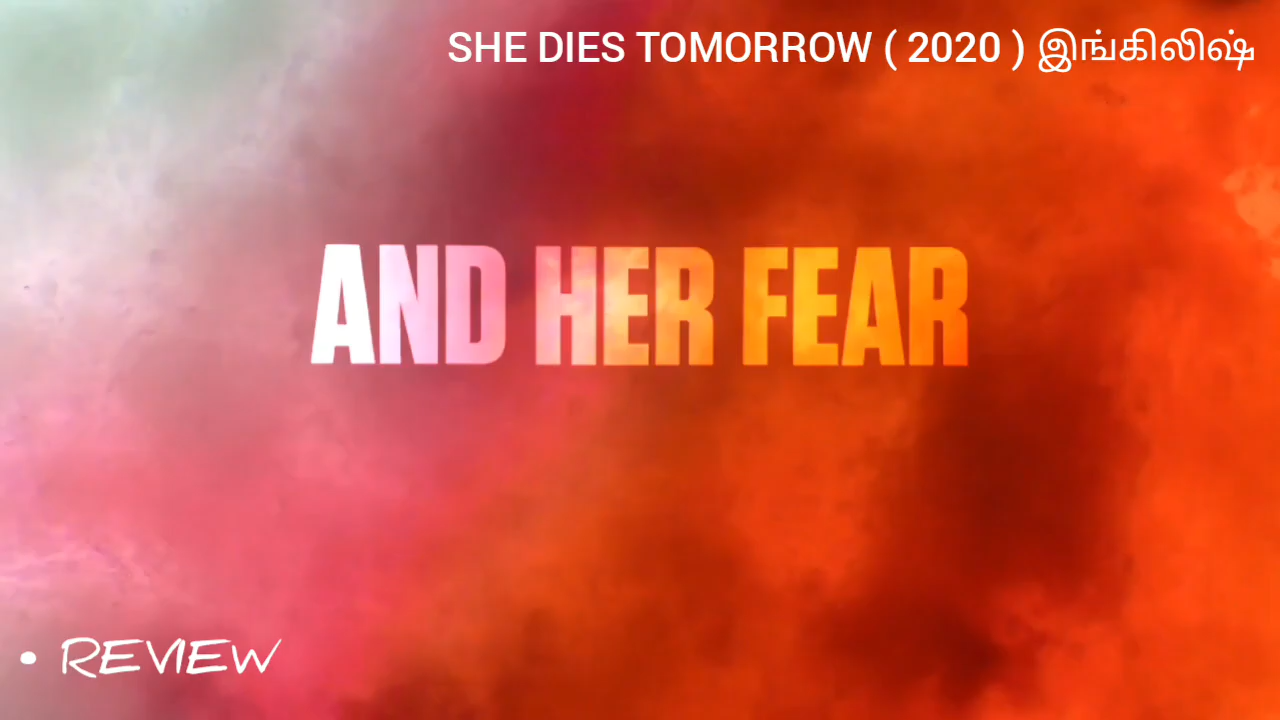 SHE DIES TOMORROW ( 2020 ) இங்கிலிஷ்
AND HER FEAR
• REVIEW